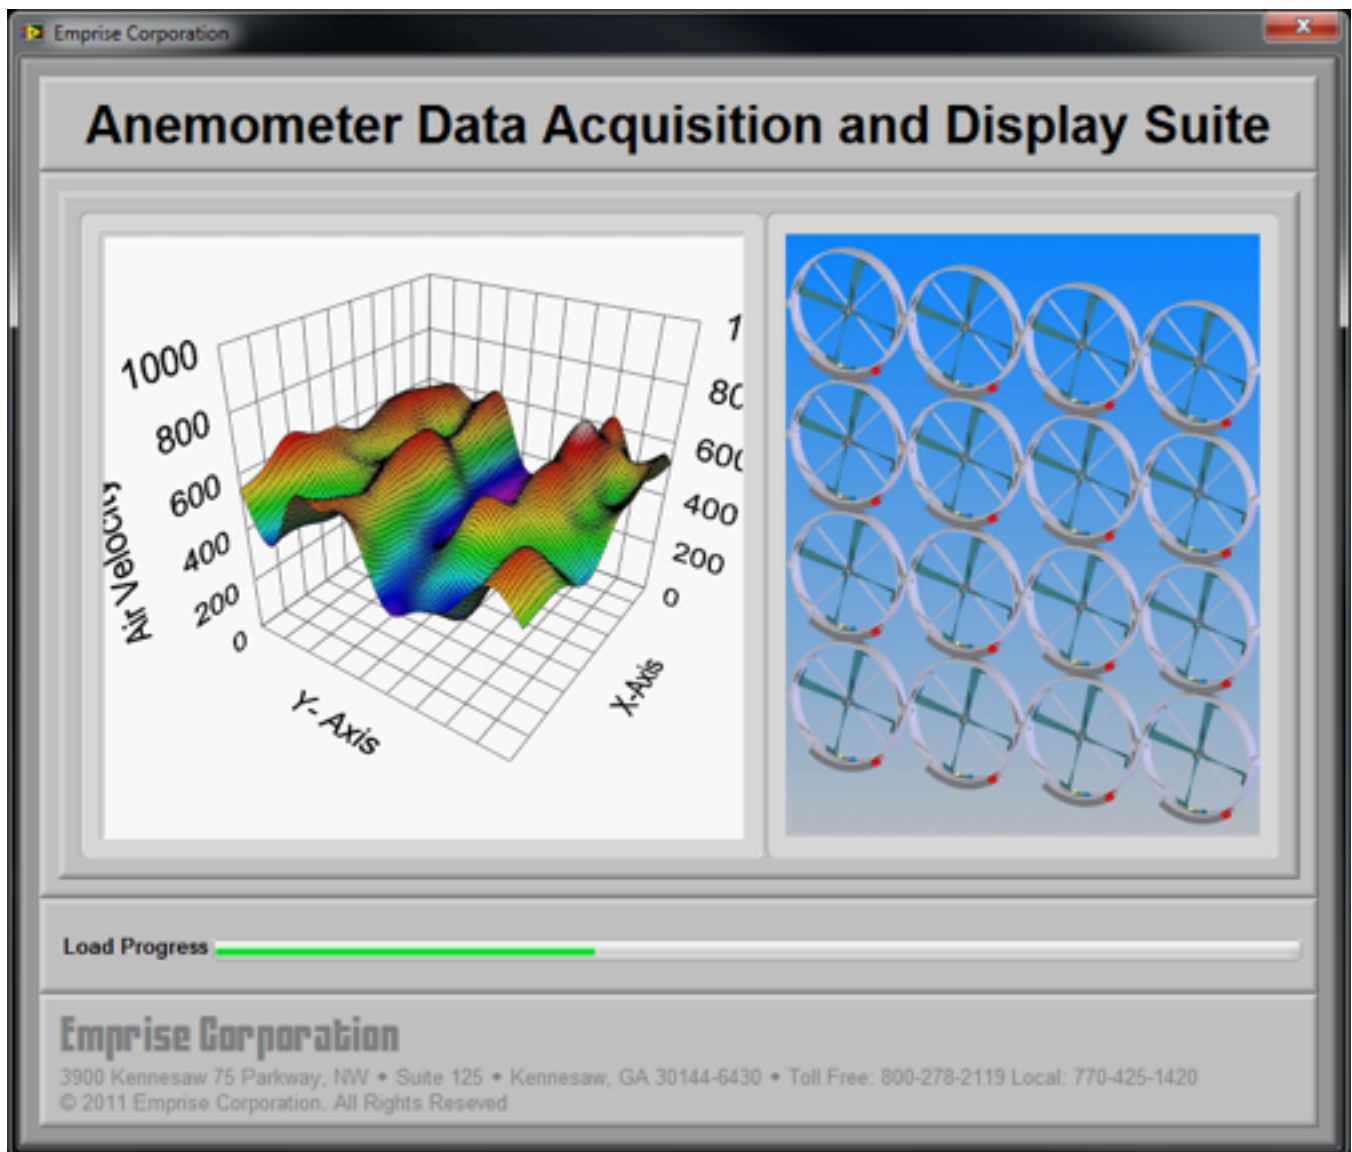 Emprise Corporation
Anemometer Data Acquisition and Display Suite
1000
800
600
400
200
0
Air Velocity
Y- Axis
X-Axis
600
400
200
0
Load Progress
Emprise Corporation
3900 Kennesaw 75 Parkway, NW • Suite 125 • Kennesaw, GA 30144-6430 • Toll Free: 800-278-2119 Local: 770-425-1420
© 2011 Emprise Corporation. All Rights Reseved